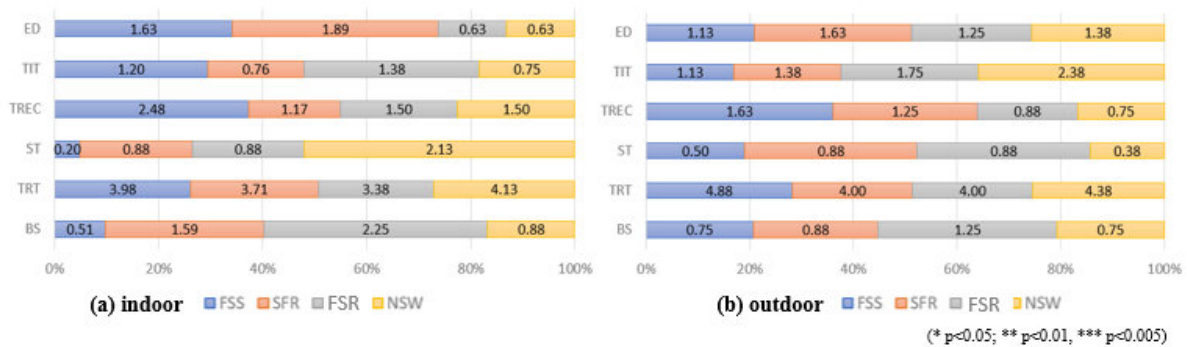 ED 1.63 1.89 0.63 0.63
TIT 1.20 0.76 1.38 0.75
TREC 2.48 1.17 1.50 1.50
ST 0.20 0.88 0.88 2.13
TRT 3.98 3.71 3.38 4.13
BS 0.51 1.59 2.25 0.88
0% 20% 40% 60% 80% 100%
(a) indoor FSS SFR FSR NSW
ED 1.13 1.63 1.25 1.38
TIT 1.13 1.38 1.75 2.38
TREC 1.63 1.25 0.88 0.75
ST 0.50 0.88 0.88 0.38
TRT 4.88 4.00 4.00 4.38
BS 0.75 0.88 1.25 0.75
0% 20% 40% 60% 80% 100%
(b) outdoor FSS SFR FSR NSW
(* p<0.05; ** p<0.01, *** p<0.005)